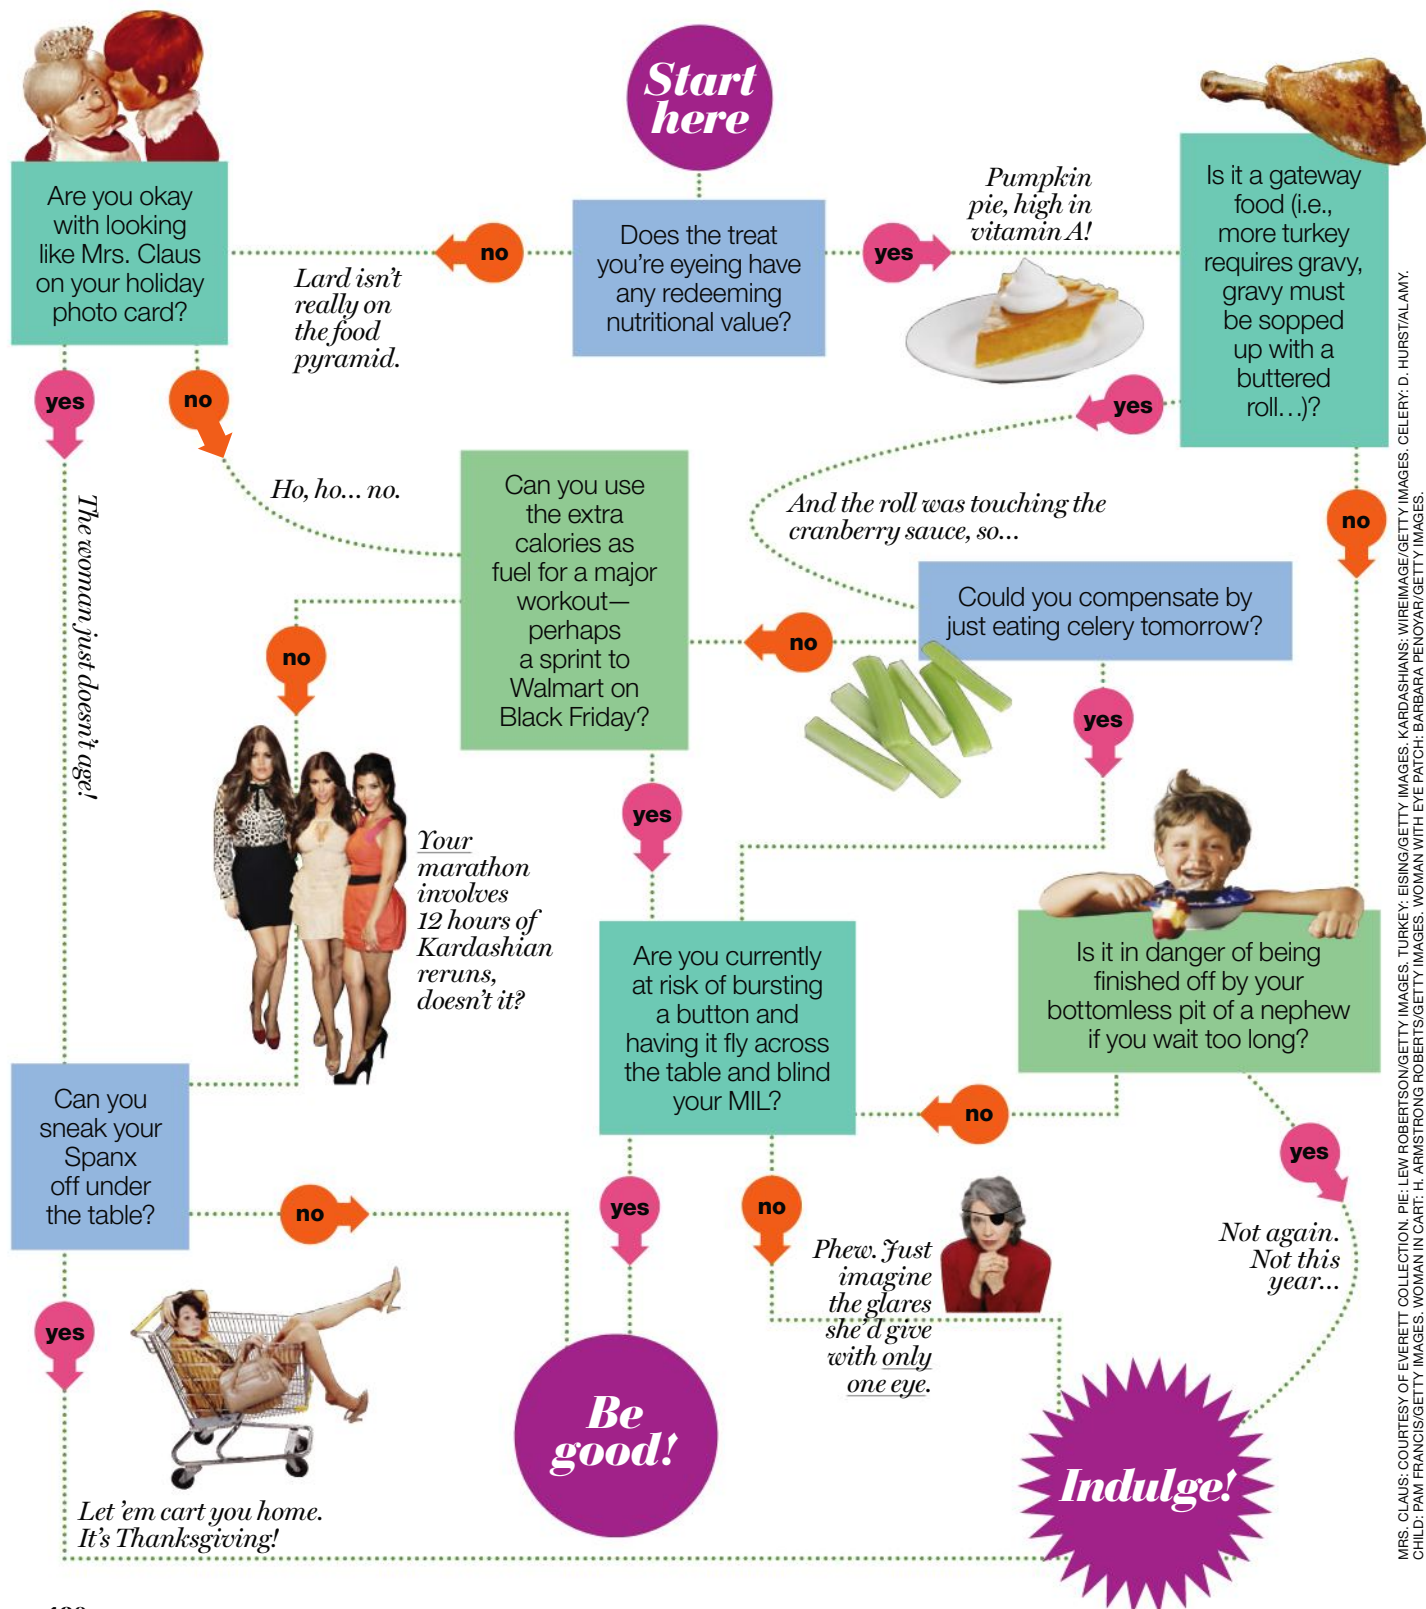 Start
here
Does the treat
you're eyeing have
any redeeming
nutritional value?
no
Lard isn't
really on
the food
pyramid.
yes
Pumpkin
pie, high in
vitamin A!
Are you okay
with looking
like Mrs. Claus
on your holiday
photo card?
yes
The woman just doesn't age!
no
Ho, ho... no.
Is it a gateway
food (i.e.,
more turkey
requires gravy,
gravy must
be sopped
up with a
buttered
roll...)?
yes
And the roll was touching the
cranberry sauce, so...
no
Can you use
the extra
calories as
fuel for a major
workout—
perhaps
a sprint to
Walmart on
Black Friday?
no
Your
marathon
involves
12 hours of
Kardashian
reruns,
doesn't it?
yes
Could you compensate by
just eating celery tomorrow?
no
yes
Are you currently
at risk of bursting
a button and
having it fly across
the table and blind
your MIL?
yes
no
Phew. Just
imagine
the glares
she'd give
with only
one eye.
Is it in danger of being
finished off by your
bottomless pit of a nephew
if you wait too long?
no
yes
Not again.
Not this
year...
Can you
sneak your
Spanx
off under
the table?
no
yes
Let 'em cart you home.
It's Thanksgiving!
Be
good!
Indulge!
MRS. CLAUS: COURTESY OF EVERETT COLLECTION. PIE: LEW ROBERTSON/GETTY IMAGES. TURKEY: EISING/GETTY IMAGES. KARDASHIANS: WIREIMAGE/GETTY IMAGES. CELERY: D. HURST/ALAMY.
CHILD: PAM FRANCIS/GETTY IMAGES. WOMAN IN CART: H. ARMSTRONG ROBERTS/GETTY IMAGES. WOMAN WITH EYE PATCH: BARBARA PENOYAR/GETTY IMAGES.